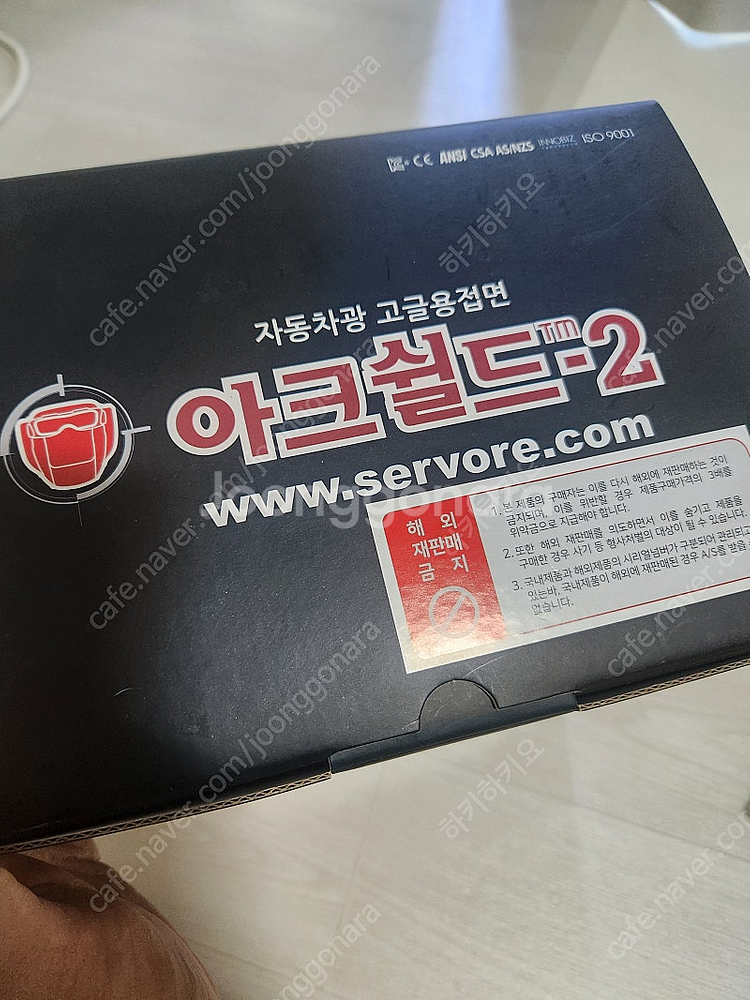 CE ANSI CSA AS/NZS INNOBIZ ISO 9001
자동차광 고글용접면
아크쉴드™-2
www.servore.com
해 외
재판매
금 지
1. 본 제품의 구매자는 이를 다시 해외에 재판매하는 것이
금지되며, 이를 위반할 경우 제품구매가격의 3배를
위약금으로 지급해야 합니다.
2. 또한 해외 재판매를 의도하면서 이를 숨기고 제품을
구매한 경우 사기 등 형사처벌의 대상이 될 수 있습니다.
3. 국내제품과 해외제품의 시리얼넘버가 구분되어 관리되고
있는바, 국내제품이 해외에 재판매된 경우 A/S를 받을
없습니다.
cafe.naver.com/joonggonara
하키하키요
joonggonara